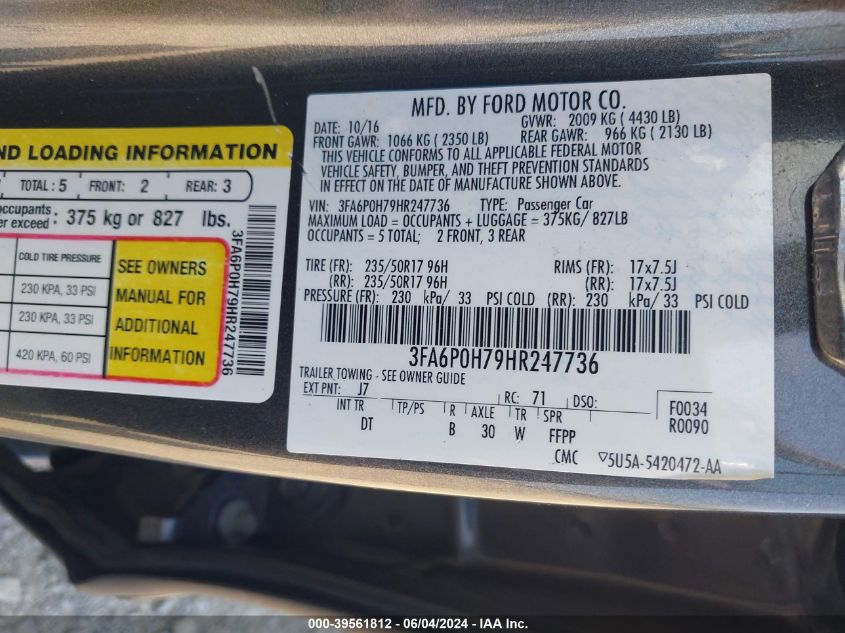 ND LOADING INFORMATION
TOTAL : 5 FRONT: 2 REAR: 3
occupants
er exceed : 375 kg or 827 lbs.
COLD TIRE PRESSURE
230 KPA, 33 PSI
230 KPA, 33 PSI
420 KPA, 60 PSI
SEE OWNERS
MANUAL FOR
ADDITIONAL
INFORMATION
3FA6P0H79HR247736
MFD. BY FORD MOTOR CO.
DATE: 10/16 GVWR: 2009 KG ( 4430 LB)
FRONT GAWR: 1066 KG ( 2350 LB) REAR GAWR: 966 KG ( 2130 LB)
THIS VEHICLE CONFORMS TO ALL APPLICABLE FEDERAL MOTOR
VEHICLE SAFETY, BUMPER, AND THEFT PREVENTION STANDARDS
IN EFFECT ON THE DATE OF MANUFACTURE SHOWN ABOVE.
VIN: 3FA6P0H79HR247736 TYPE: Passenger Car
MAXIMUM LOAD = OCCUPANTS + LUGGAGE = 375KG/ 827LB
OCCUPANTS = 5 TOTAL; 2 FRONT, 3 REAR
TIRE (FR): 235/50R17 96H RIMS (FR): 17x7.5J
(RR): 235/50R17 96H (RR): 17x7.5J
PRESSURE (FR): 230 kPa/ 33 PSI COLD (RR): 230 kPa/ 33 PSI COLD
3FA6P0H79HR247736
TRAILER TOWING - SEE OWNER GUIDE
EXT PNT: J7 RC: 71 DSO: F0034
INT TR TP/PS R AXLE TR SPR R0090
DT B 30 W FFPP
CMC ▽5U5A-5420472-AA
000-39561812 - 06/04/2024 - IAAI.COM.